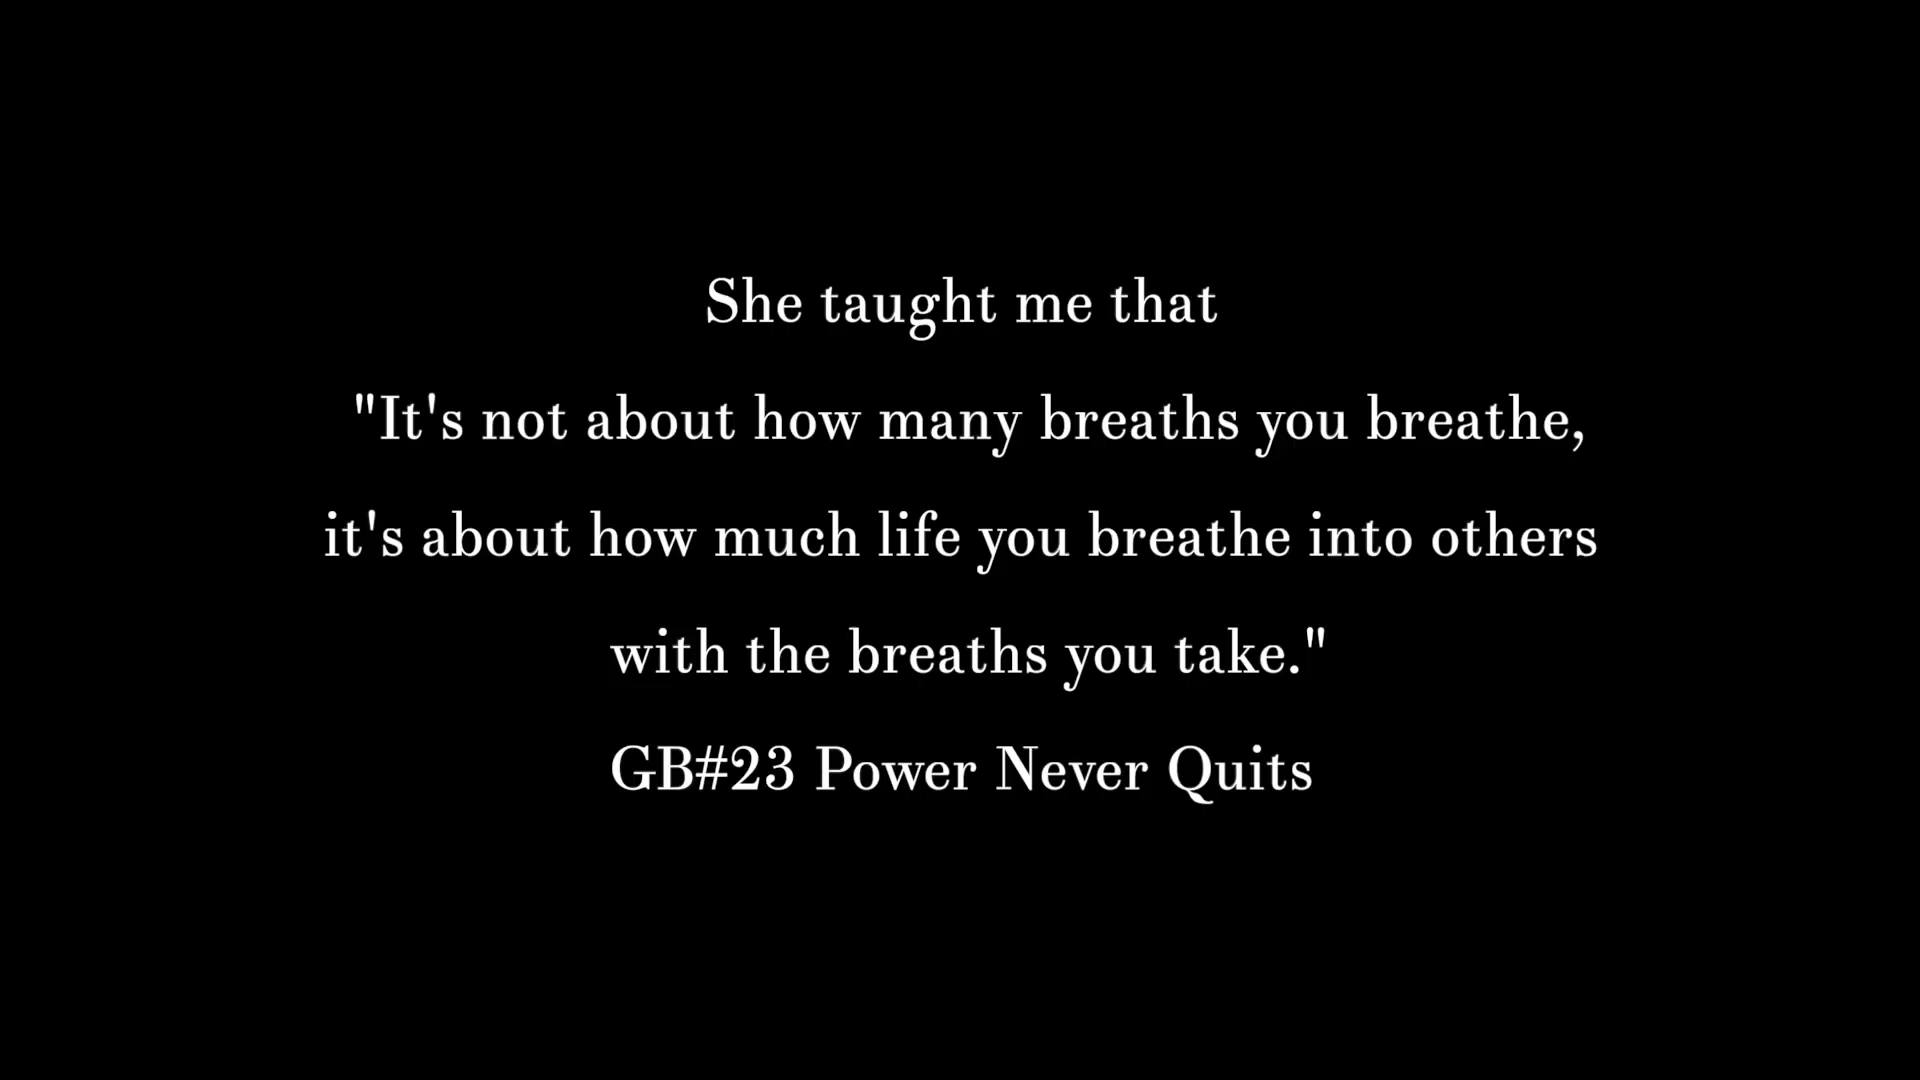 She taught me that
"It's not about how many breaths you breathe,
it's about how much life you breathe into others
with the breaths you take."
GB#23 Power Never Quits